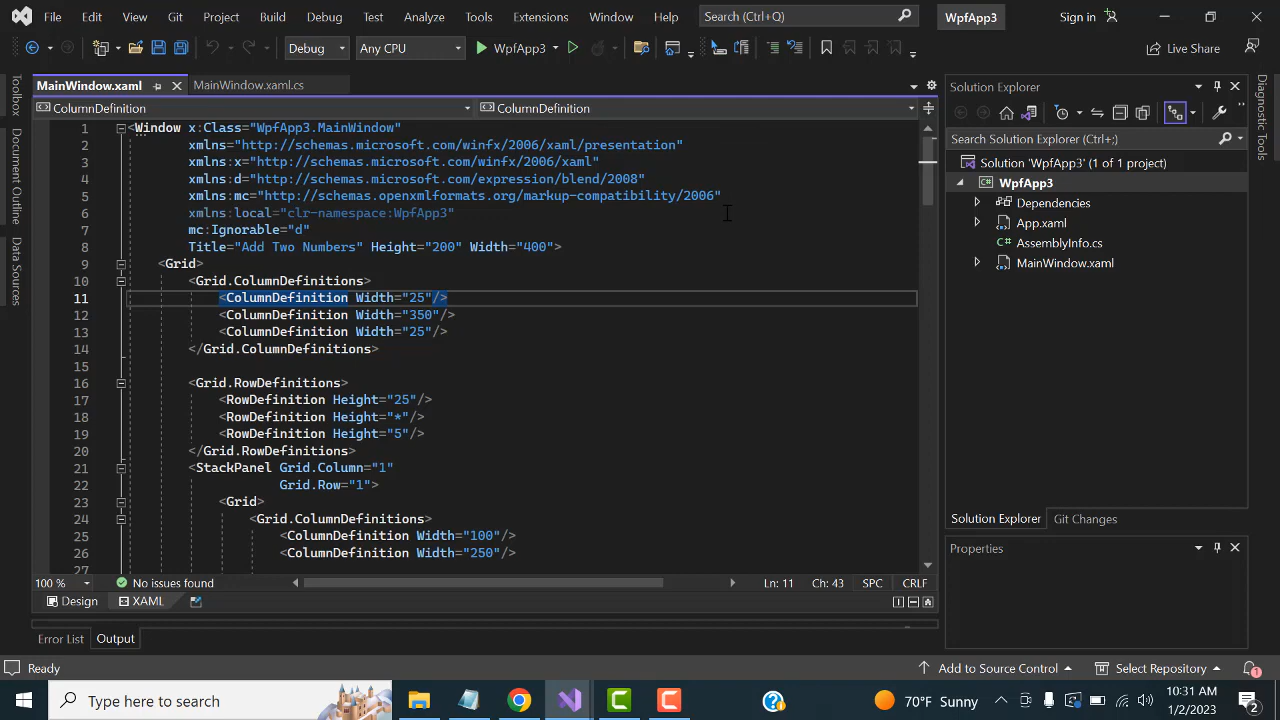 File Edit View Git Project Build Debug Test Analyze Tools Extensions Window Help Search (Ctrl+Q) WpfApp3 Sign in
Debug Any CPU WpfApp3 Live Share
MainWindow.xaml MainWindow.xaml.cs
ColumnDefinition ColumnDefinition
1 <Window x:Class="WpfApp3.MainWindow"
2 xmlns="http://schemas.microsoft.com/winfx/2006/xaml/presentation"
3 xmlns:x="http://schemas.microsoft.com/winfx/2006/xaml"
4 xmlns:d="http://schemas.microsoft.com/expression/blend/2008"
5 xmlns:mc="http://schemas.openxmlformats.org/markup-compatibility/2006"
6 xmlns:local="clr-namespace:WpfApp3"
7 mc:Ignorable="d"
8 Title="Add Two Numbers" Height="200" Width="400">
9 <Grid>
10 <Grid.ColumnDefinitions>
11 <ColumnDefinition Width="25"/>
12 <ColumnDefinition Width="350"/>
13 <ColumnDefinition Width="25"/>
14 </Grid.ColumnDefinitions>
15
16 <Grid.RowDefinitions>
17 <RowDefinition Height="25"/>
18 <RowDefinition Height="*"/>
19 <RowDefinition Height="5"/>
20 </Grid.RowDefinitions>
21 <StackPanel Grid.Column="1"
22 Grid.Row="1">
23 <Grid>
24 <Grid.ColumnDefinitions>
25 <ColumnDefinition Width="100"/>
26 <ColumnDefinition Width="250"/>
27
100 % No issues found Ln: 11 Ch: 43 SPC CRLF
Design XAML
Error List Output
Toolbox
Document Outline
Data Sources
Solution Explorer
Search Solution Explorer (Ctrl+;)
Solution 'WpfApp3' (1 of 1 project)
WpfApp3
Dependencies
App.xaml
AssemblyInfo.cs
MainWindow.xaml
Solution Explorer Git Changes
Properties
Diagnostic Tools
Ready Add to Source Control Select Repository 1
Type here to search 70°F Sunny 10:31 AM
1/2/2023 2